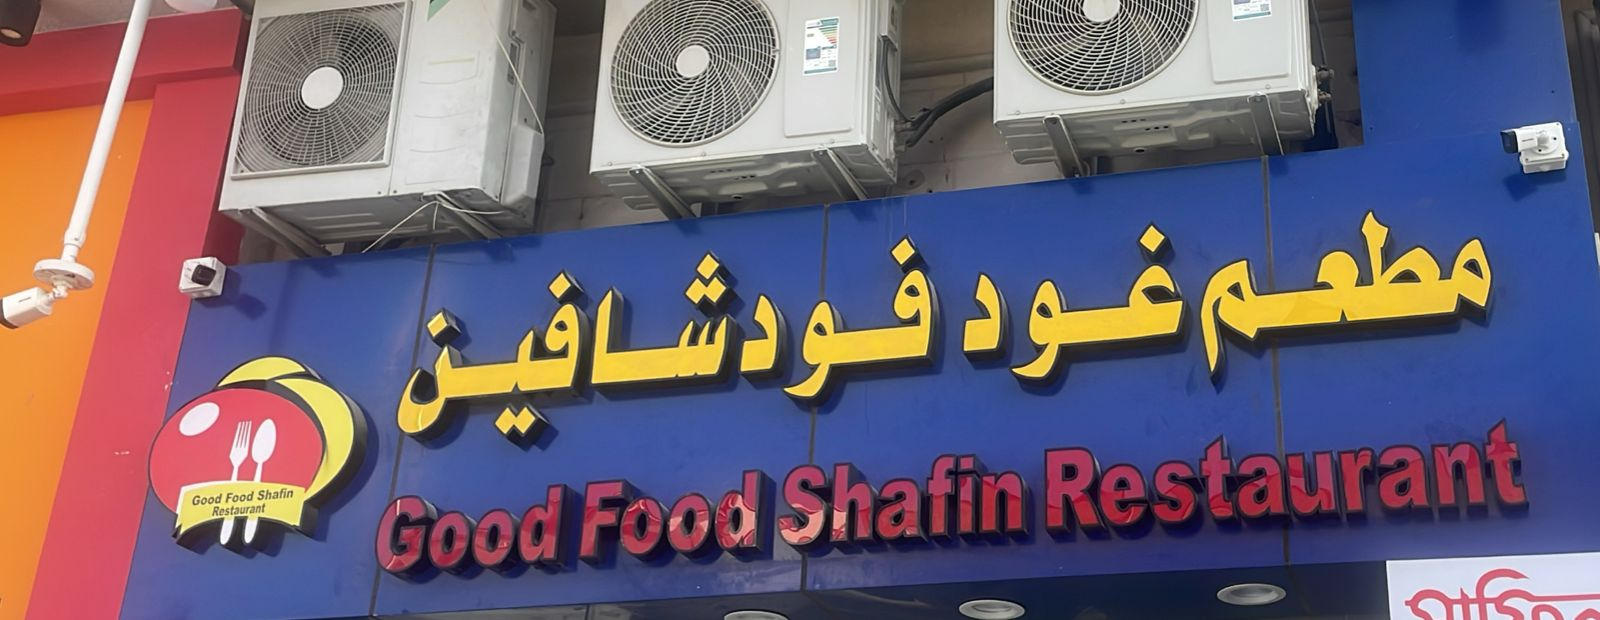 مطعم غود فود شافين
Good Food Shafin Restaurant
Good Food Shafin
Restaurant